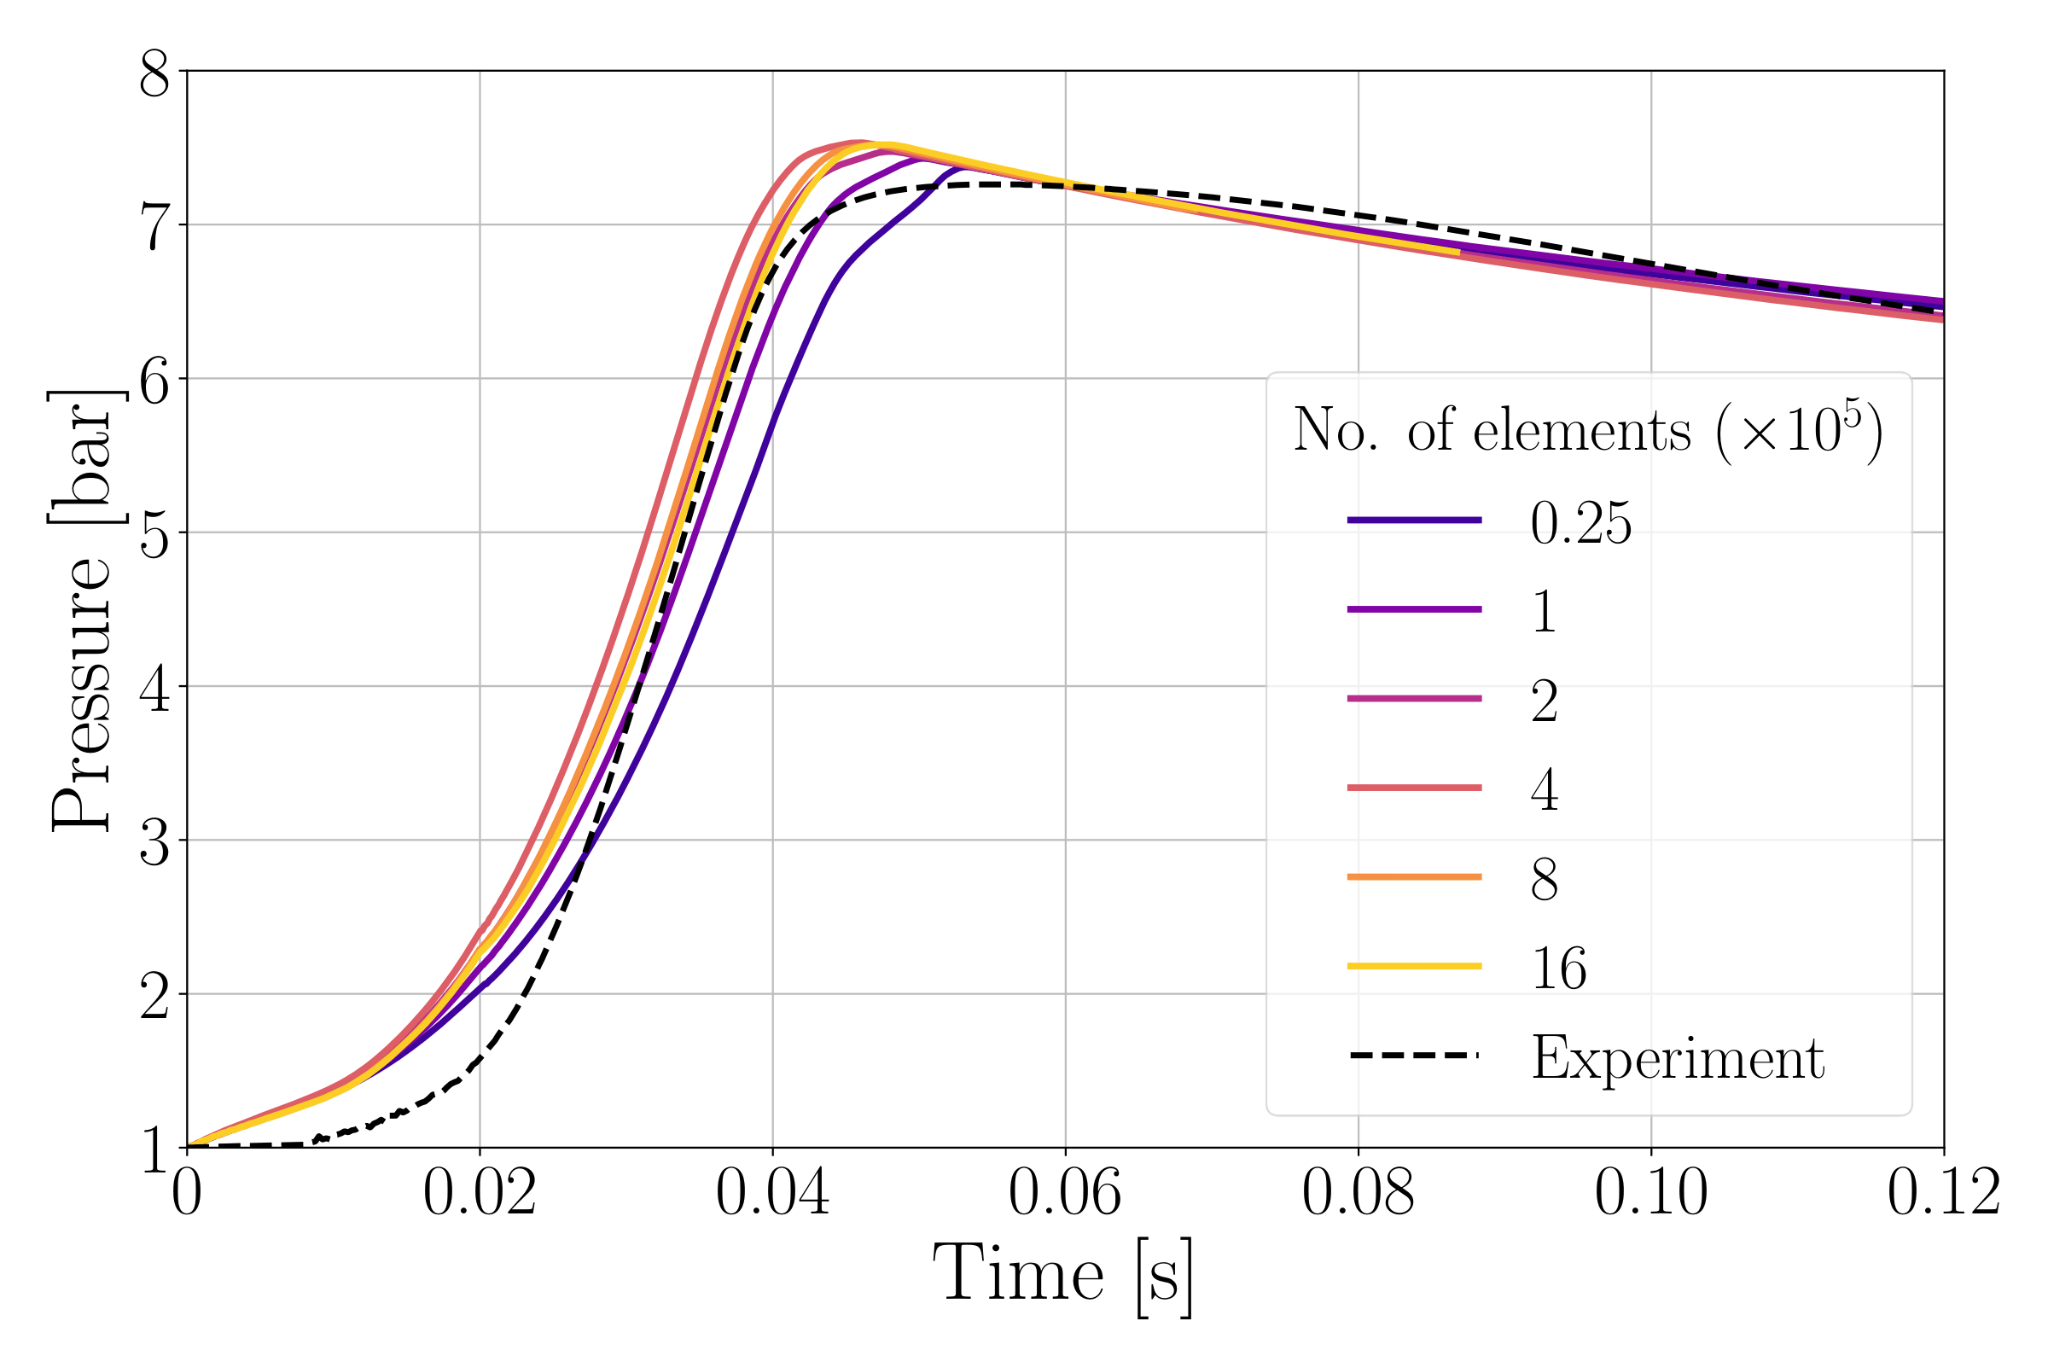 8
7
6
5
4
3
2
1
Pressure [bar]
No. of elements (×10⁵)
0.25
1
2
4
8
16
Experiment
0 0.02 0.04 0.06 0.08 0.10 0.12
Time [s]